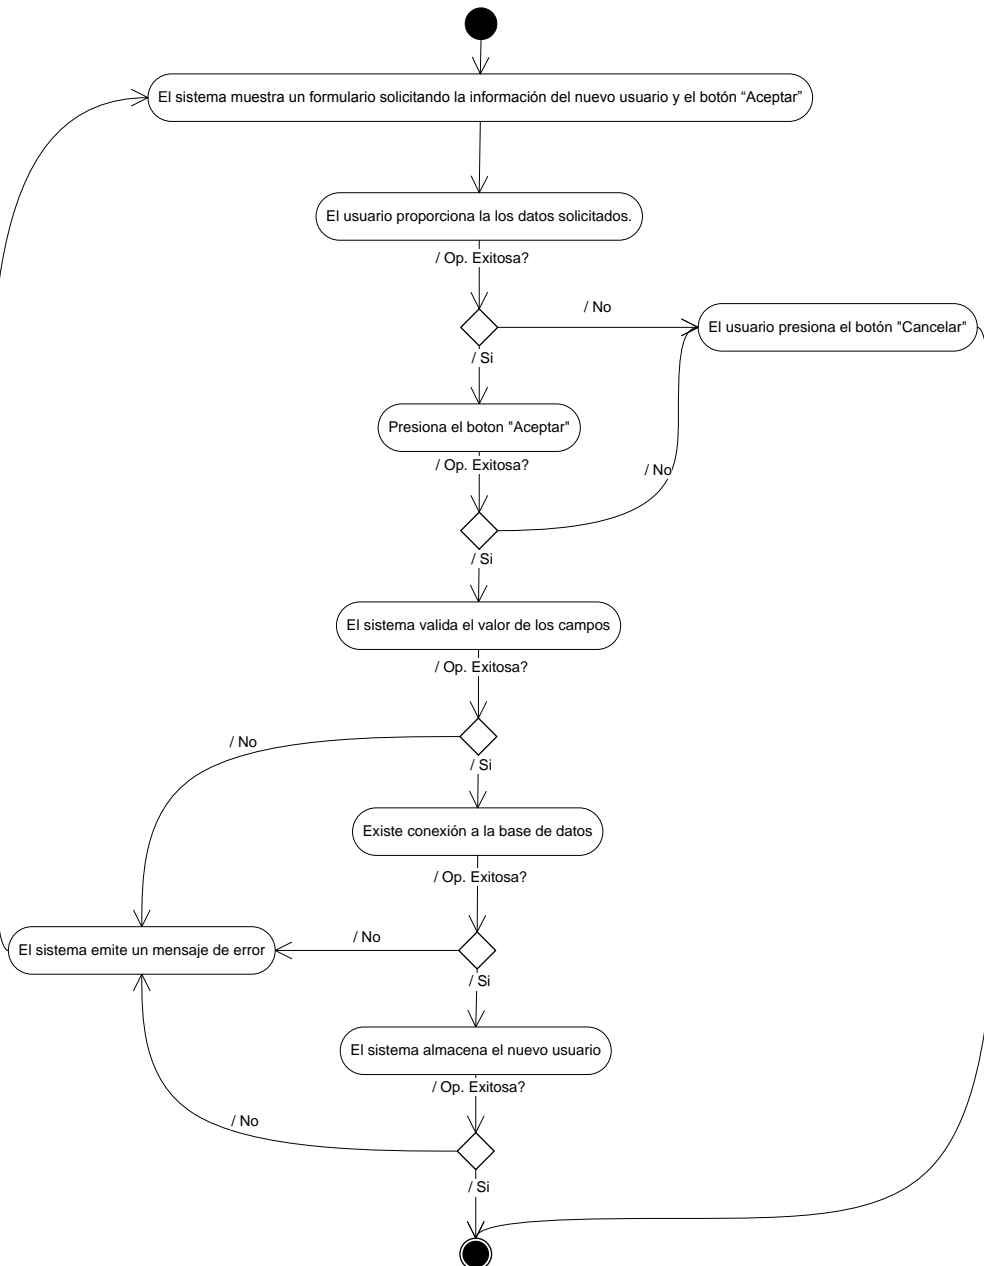 El sistema muestra un formulario solicitando la información del nuevo usuario y el botón “Aceptar”
El usuario proporciona la los datos solicitados.
/ Op. Exitosa?
/ No
El usuario presiona el botón "Cancelar"
/ Si
Presiona el boton "Aceptar"
/ Op. Exitosa?
/ No
/ Si
El sistema valida el valor de los campos
/ Op. Exitosa?
/ No
/ Si
Existe conexión a la base de datos
/ Op. Exitosa?
/ No
El sistema emite un mensaje de error
/ Si
El sistema almacena el nuevo usuario
/ Op. Exitosa?
/ No
/ Si